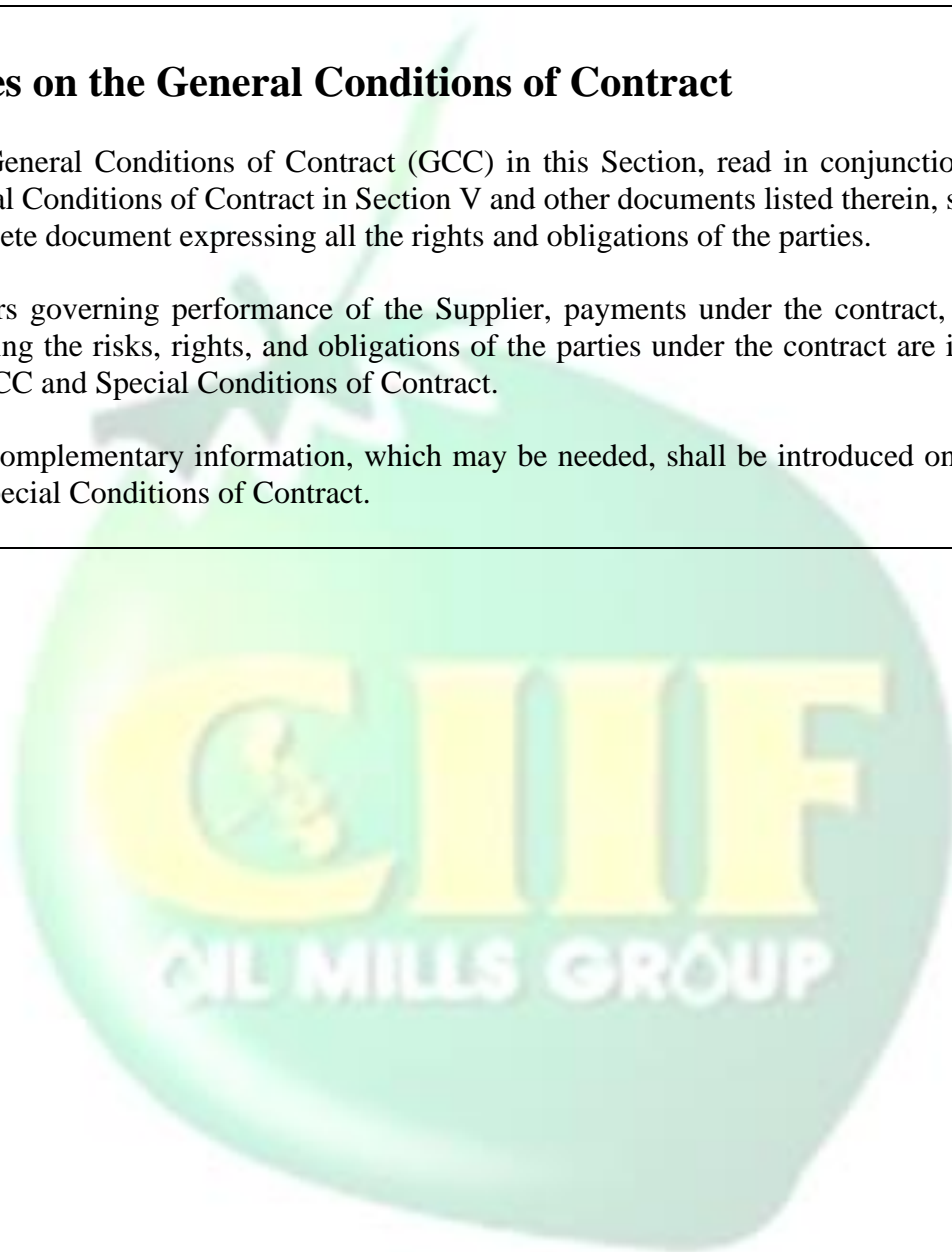 es on the General Conditions of Contract
General Conditions of Contract (GCC) in this Section, read in conjunctio
al Conditions of Contract in Section V and other documents listed therein, s
ete document expressing all the rights and obligations of the parties.
rs governing performance of the Supplier, payments under the contract,
ing the risks, rights, and obligations of the parties under the contract are i
CC and Special Conditions of Contract.
omplementary information, which may be needed, shall be introduced on
ecial Conditions of Contract.
CIIF
OIL MILLS GROUP